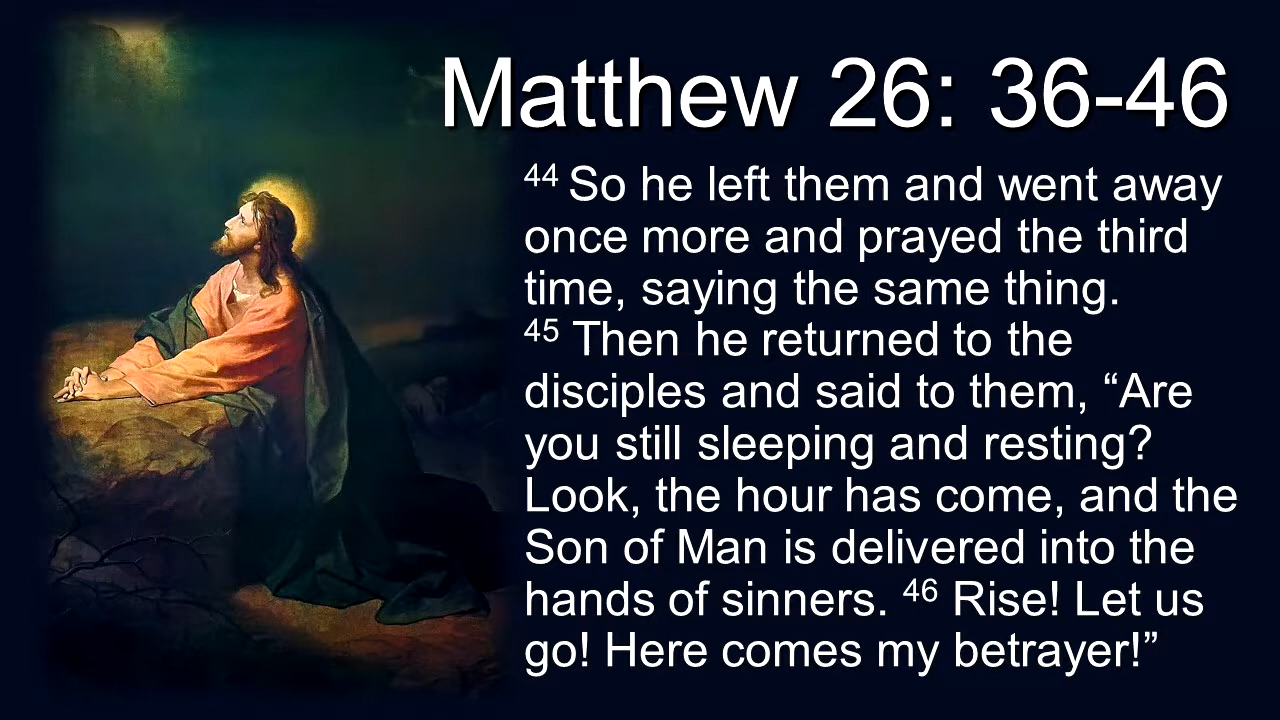 Matthew 26: 36-46
44 So he left them and went away
once more and prayed the third
time, saying the same thing.
45 Then he returned to the
disciples and said to them, “Are
you still sleeping and resting?
Look, the hour has come, and the
Son of Man is delivered into the
hands of sinners. 46 Rise! Let us
go! Here comes my betrayer!”